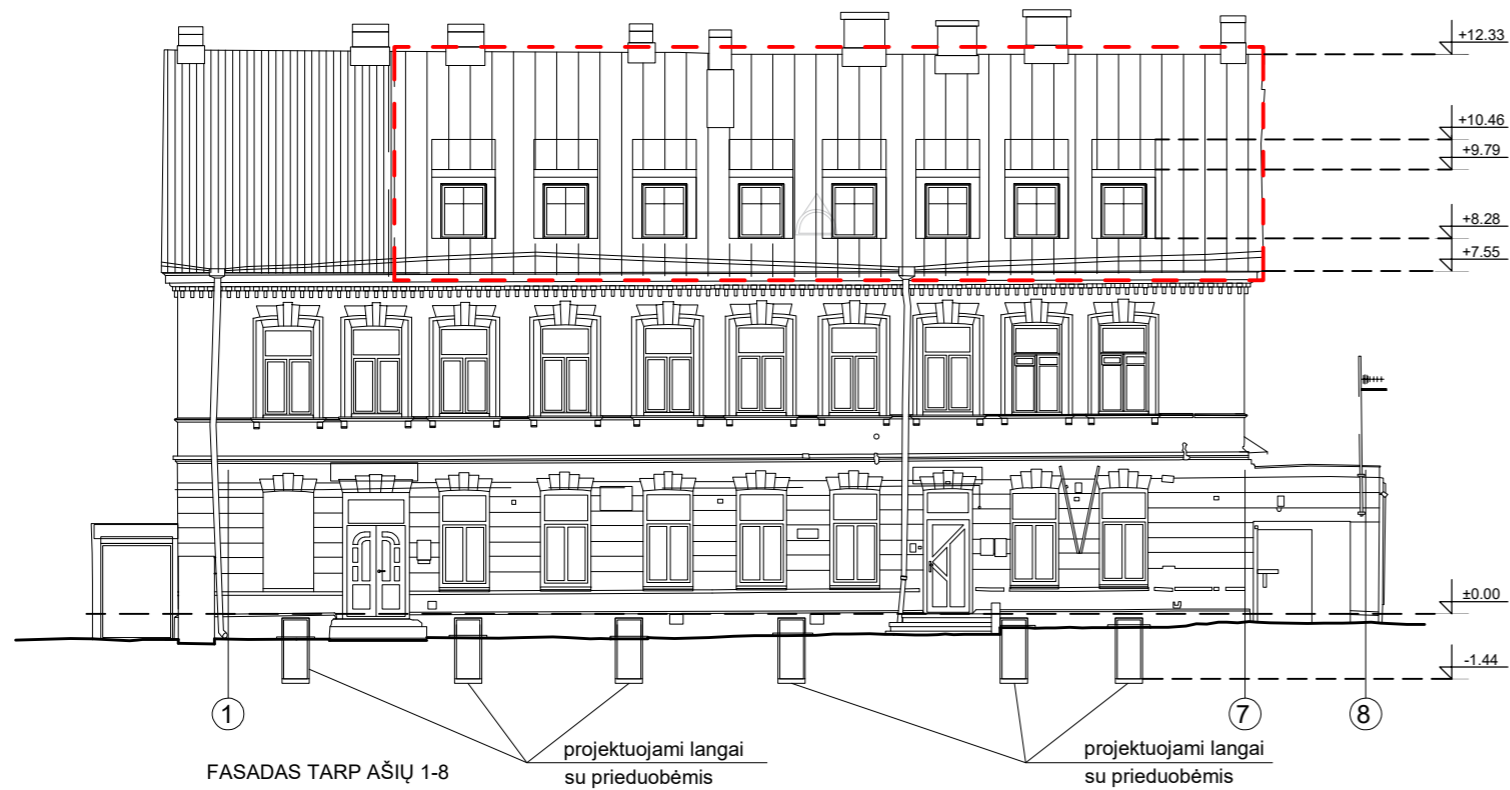 +12.33
+10.46
+9.79
+8.28
+7.55
±0.00
-1.44
1
7
8
projektuojami langai
su prieduobėmis
projektuojami langai
su prieduobėmis
FASADAS TARP AŠIŲ 1-8